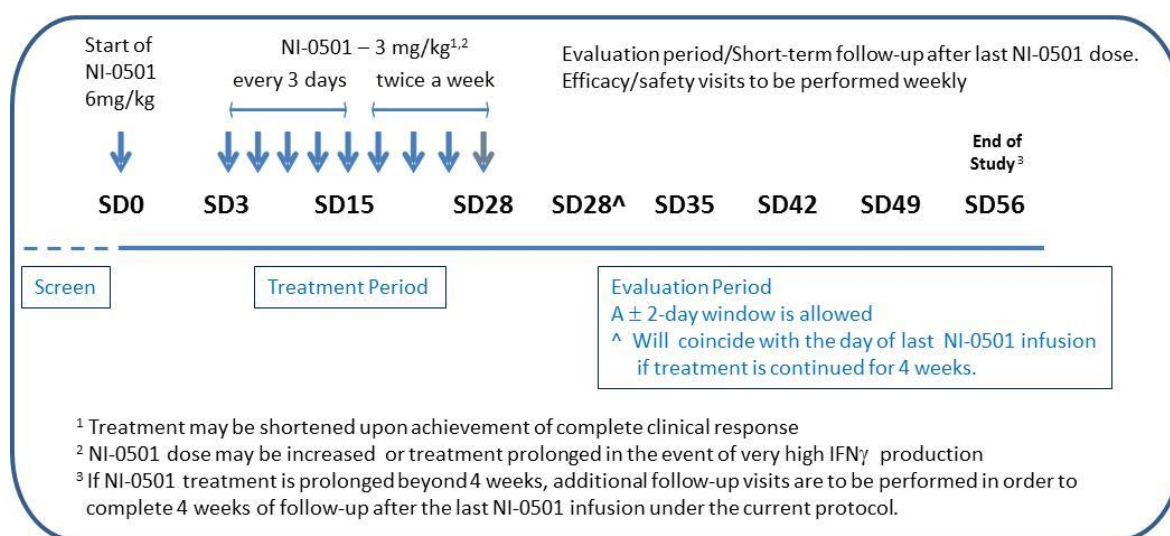 Start of
NI-0501
6mg/kg
NI-0501 – 3 mg/kg¹,²
every 3 days
twice a week
Evaluation period/Short-term follow-up after last NI-0501 dose.
Efficacy/safety visits to be performed weekly
End of
Study ³
SD0 SD3 SD15 SD28 SD28^ SD35 SD42 SD49 SD56
Screen
Treatment Period
Evaluation Period
A ± 2-day window is allowed
^ Will coincide with the day of last NI-0501 infusion
if treatment is continued for 4 weeks.
¹ Treatment may be shortened upon achievement of complete clinical response
² NI-0501 dose may be increased or treatment prolonged in the event of very high IFNγ production
³ If NI-0501 treatment is prolonged beyond 4 weeks, additional follow-up visits are to be performed in order to
complete 4 weeks of follow-up after the last NI-0501 infusion under the current protocol.